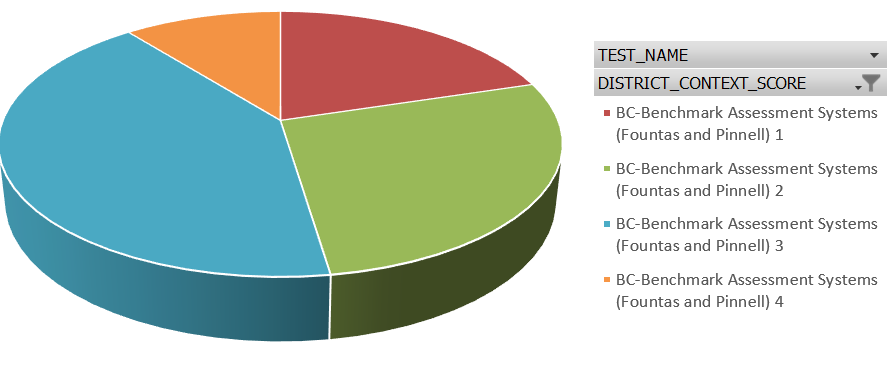 TEST_NAME
DISTRICT_CONTEXT_SCORE
BC-Benchmark Assessment Systems
(Fountas and Pinnell) 1
BC-Benchmark Assessment Systems
(Fountas and Pinnell) 2
BC-Benchmark Assessment Systems
(Fountas and Pinnell) 3
BC-Benchmark Assessment Systems
(Fountas and Pinnell) 4